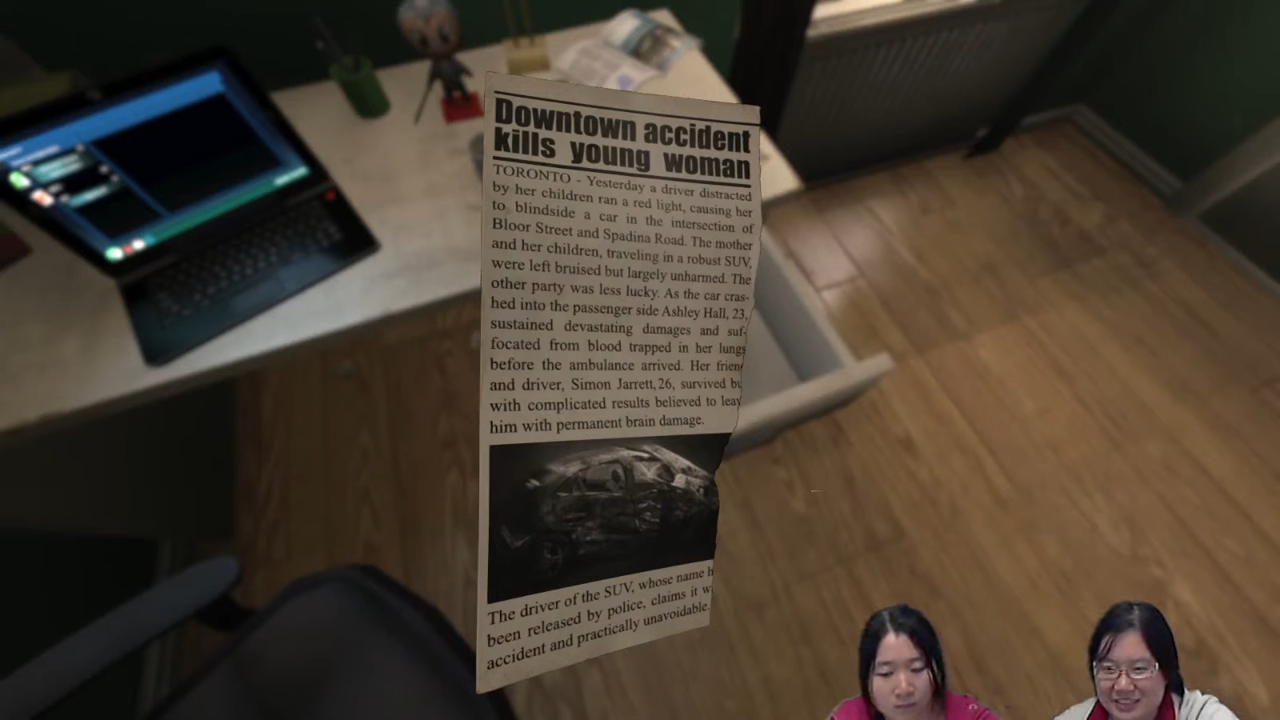 Downtown accident
kills young woman
TORONTO - Yesterday a driver distracted
by her children ran a red light, causing her
to blindside a car in the intersection of
Bloor Street and Spadina Road. The mother
and her children, traveling in a robust SUV,
were left bruised but largely unharmed. The
other party was less lucky. As the car cras-
hed into the passenger side Ashley Hall, 23,
sustained devastating damages and suf-
focated from blood trapped in her lungs
before the ambulance arrived. Her frien
and driver, Simon Jarrett, 26, survived bu
with complicated results believed to leav
him with permanent brain damage.
The driver of the SUV, whose name h
been released by police, claims it w
accident and practically unavoidable.